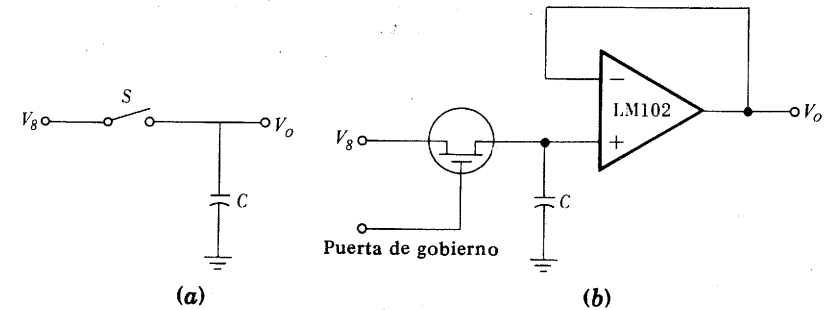 S
V8
Vo
C
(a)
V8
Puerta de gobierno
C
−
LM102
+
Vo
(b)